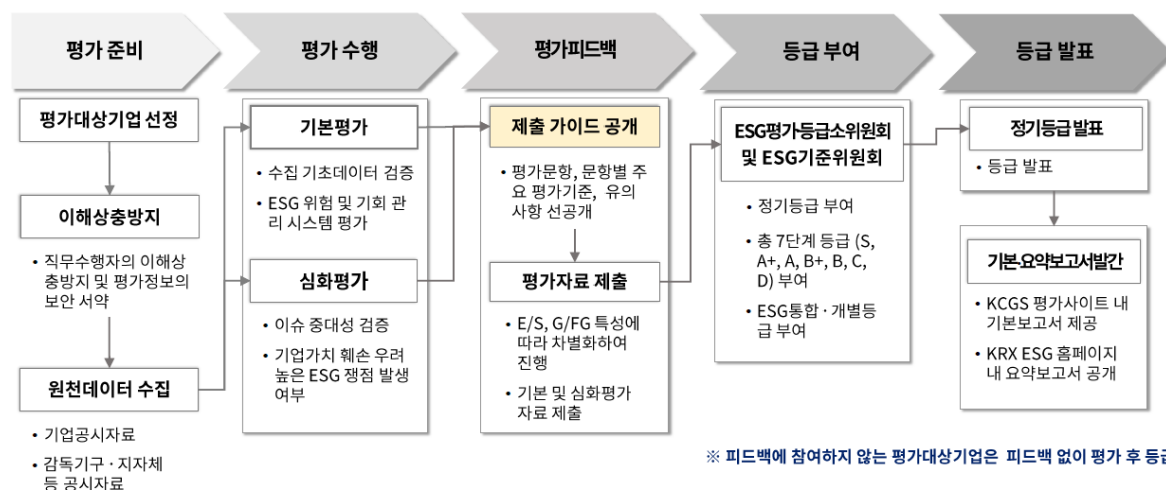 평가 준비
평가 수행
평가피드백
등급 부여
등급 발표
평가대상기업 선정
이해상충방지
• 직무수행자의 이해상
충방지 및 평가정보의
보안 서약
원천데이터 수집
• 기업공시자료
• 감독기구 · 지자체
등 공시자료
기본평가
• 수집 기초데이터 검증
• ESG 위험 및 기회 관
리 시스템 평가
심화평가
• 이슈 중대성 검증
• 기업가치 훼손 우려
높은 ESG 쟁점 발생
여부
제출 가이드 공개
• 평가문항, 문항별 주
요 평가기준, 유의
사항 선공개
평가자료 제출
• E/S, G/FG 특성에
따라 차별화하여
진행
• 기본 및 심화평가
자료 제출
ESG평가등급소위원회
및 ESG기준위원회
• 정기등급 부여
• 총 7단계 등급 (S,
A+, A, B+, B, C,
D) 부여
• ESG통합 · 개별등
급 부여
정기등급 발표
• 등급 발표
기본·요약보고서발간
• KCGS 평가사이트 내
기본보고서 제공
• KRX ESG 홈페이지
내 요약보고서 공개
※ 피드백에 참여하지 않는 평가대상기업은 피드백 없이 평가 후 등급